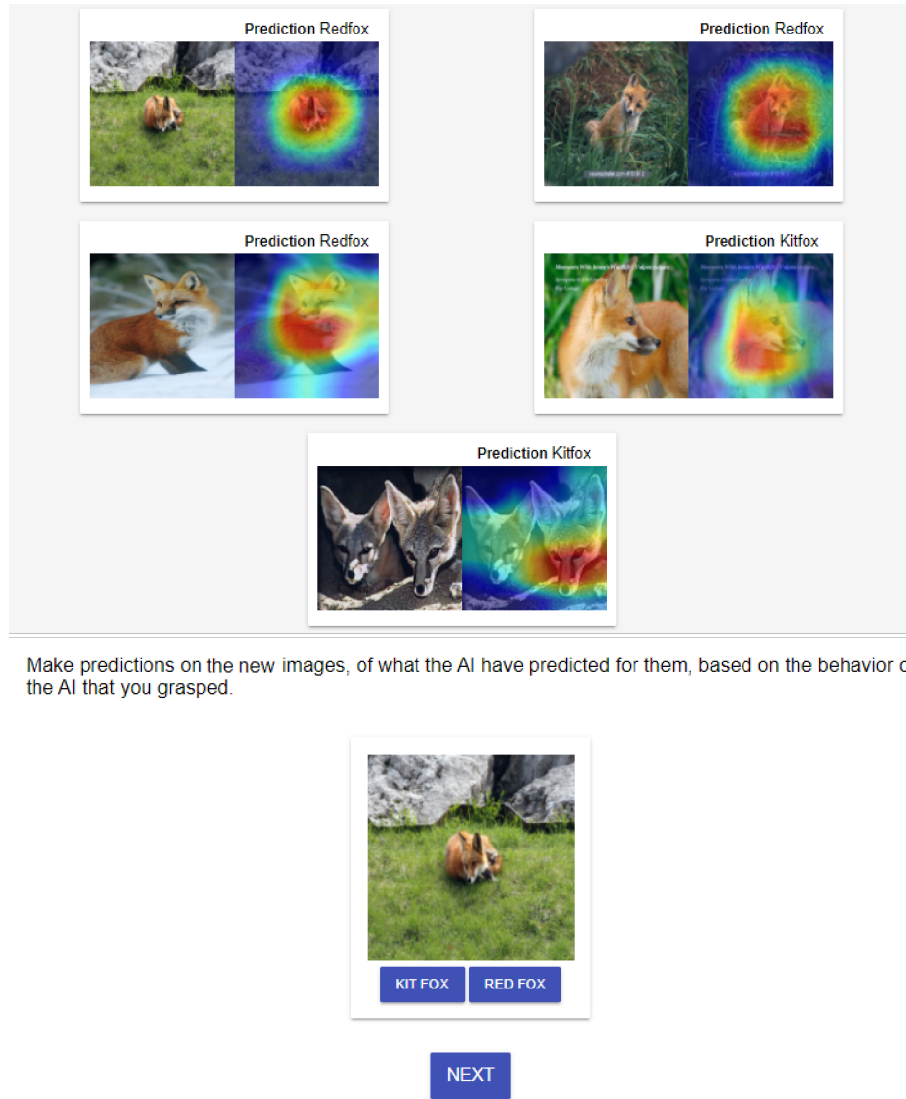 Prediction Redfox
Prediction Redfox
Prediction Redfox
Prediction Kitfox
Prediction Kitfox
Make predictions on the new images, of what the AI have predicted for them, based on the behavior
the AI that you grasped.
KIT FOX
RED FOX
NEXT